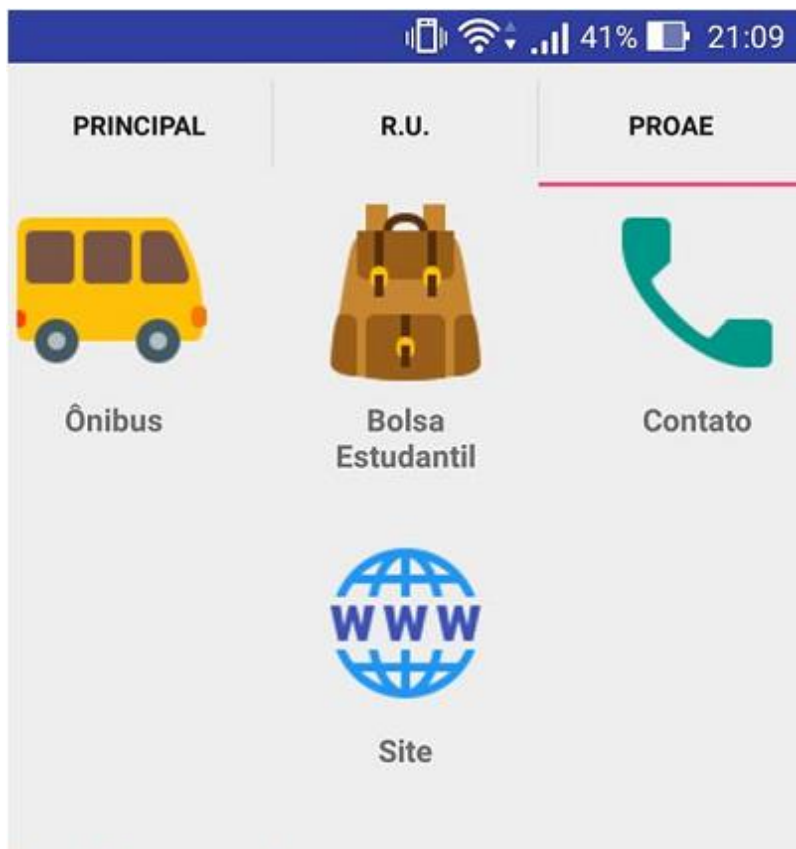 41% 21:09
PRINCIPAL R.U. PROAE
Ônibus
Bolsa
Estudantil
Contato
WWW
Site